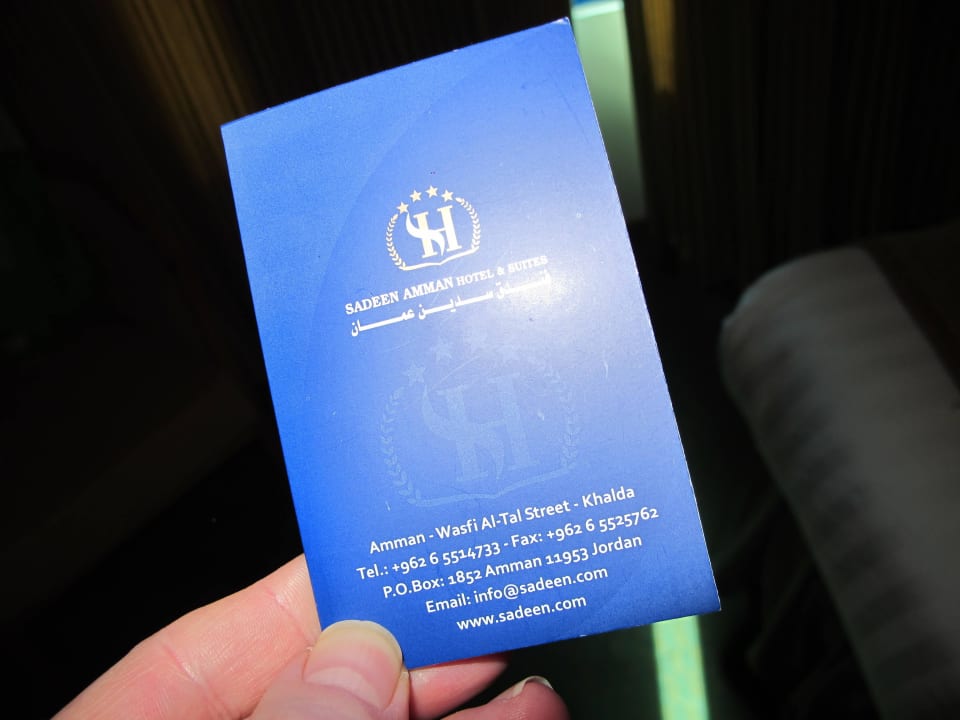 SH
SADEEN AMMAN HOTEL & SUITES
فندق سدين عمان
SH
Amman - Wasfi Al-Tal Street - Khalda
Tel.: +962 6 5514733 - Fax: +962 6 5525762
P.O.Box: 1852 Amman 11953 Jordan
Email: info@sadeen.com
www.sadeen.com